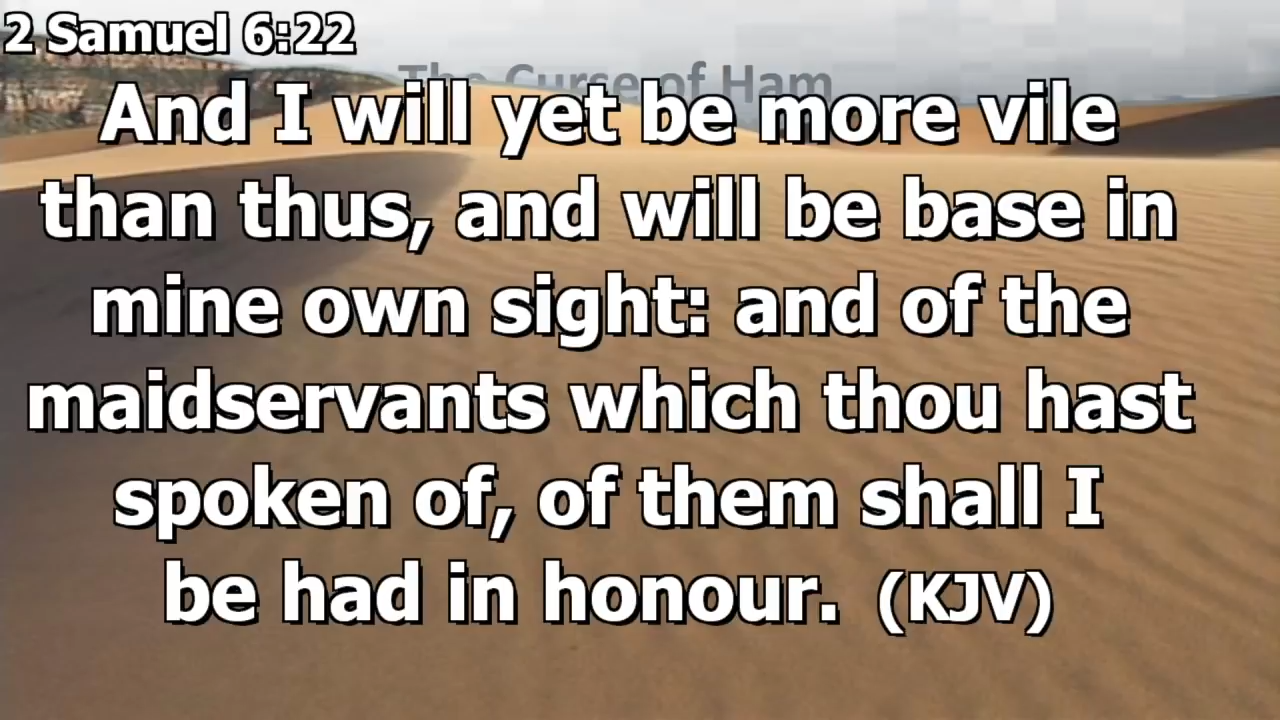 2 Samuel 6:22
The Curse of Ham
And I will yet be more vile
than thus, and will be base in
mine own sight: and of the
maidservants which thou hast
spoken of, of them shall I
be had in honour. (KJV)